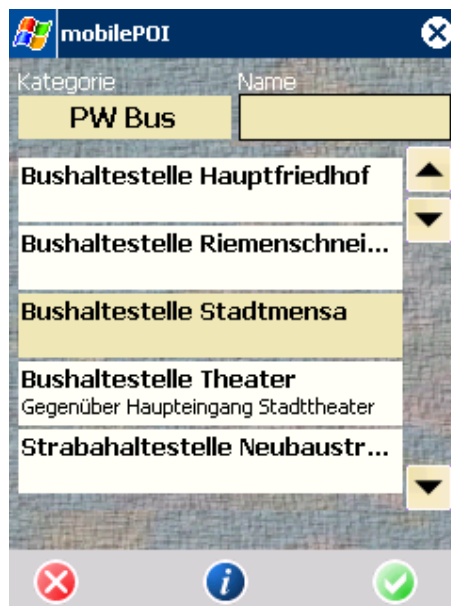 mobilePOI
Kategorie
Name
PW Bus
Bushaltestelle Hauptfriedhof
Bushaltestelle Riemenschnei...
Bushaltestelle Stadtmensa
Bushaltestelle Theater
Gegenüber Haupteingang Stadttheater
Strabahaltestelle Neubaustr...
i